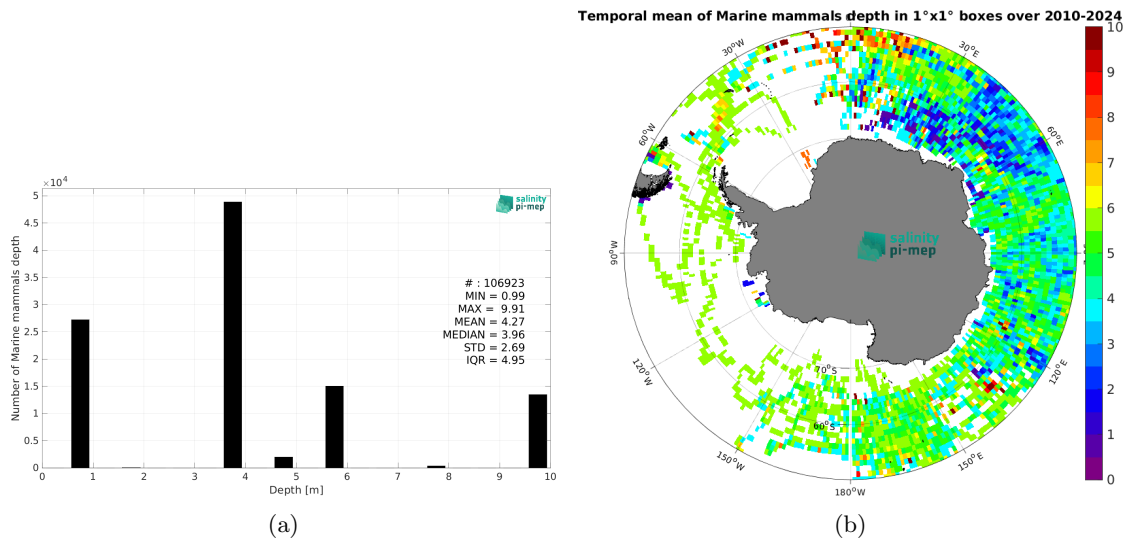 ×10⁴
5
4.5
4
3.5
3
2.5
2
1.5
1
0.5
0
Number of Marine mammals depth
salinity
pi-mep
# : 106923
MIN = 0.99
MAX = 9.91
MEAN = 4.27
MEDIAN = 3.96
STD = 2.69
IQR = 4.95
0 1 2 3 4 5 6 7 8 9 10
Depth [m]
(a)
Temporal mean of Marine mammals depth in 1°x1° boxes over 2010-2024
30°W
30°E
60°W
60°E
90°W
120°W
120°E
150°W
150°E
180°W
70°S
60°S
salinity
pi-mep
10
9
8
7
6
5
4
3
2
1
0
(b)